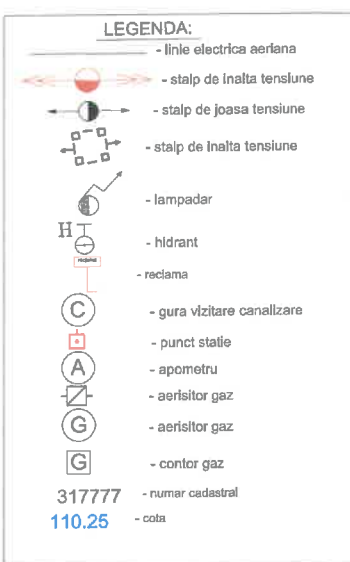 LEGENDA:
- linie electrica aeriana
- stalp de inalta tensiune
- stalp de joasa tensiune
- stalp de inalta tensiune
- lampadar
H - hidrant
reclama - reclama
C - gura vizitare canalizare
- punct statie
A - apometru
- aerisitor gaz
G - aerisitor gaz
G - contor gaz
317777 - numar cadastral
110.25 - cota